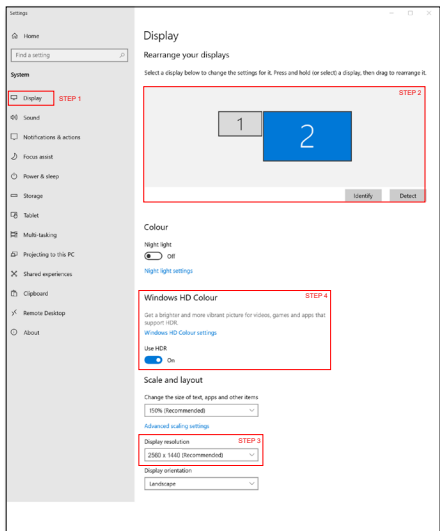 Settings
Home
Find a setting
System
Display STEP 1
Sound
Notifications & actions
Focus assist
Power & sleep
Storage
Tablet
Multi-tasking
Projecting to this PC
Shared experiences
Clipboard
Remote Desktop
About
Display
Rearrange your displays
Select a display below to change the settings for it. Press and hold (or select) a display, then drag to rearrange it.
STEP 2
1
2
Identify Detect
Colour
Night light
Off
Night light settings
Windows HD Colour STEP 4
Get a brighter and more vibrant picture for videos, games and apps that
support HDR.
Windows HD Colour settings
Use HDR
On
Scale and layout
Change the size of text, apps and other items
150% (Recommended)
Advanced scaling settings
Display resolution STEP 3
2560 x 1440 (Recommended)
Display orientation
Landscape